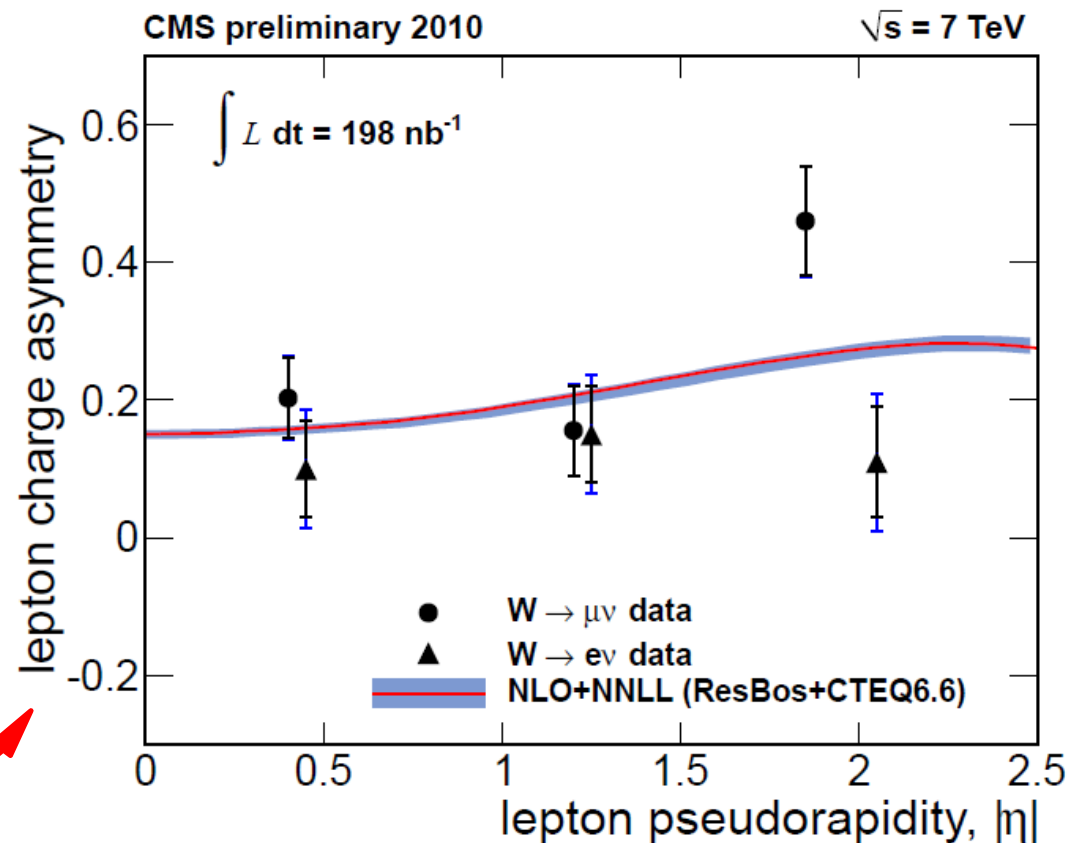 CMS preliminary 2010
√s = 7 TeV
∫ L dt = 198 nb⁻¹
lepton charge asymmetry
0.6
0.4
0.2
0
-0.2
W → μν data
W → eν data
NLO+NNLL (ResBos+CTEQ6.6)
0 0.5 1 1.5 2 2.5
lepton pseudorapidity, |η|